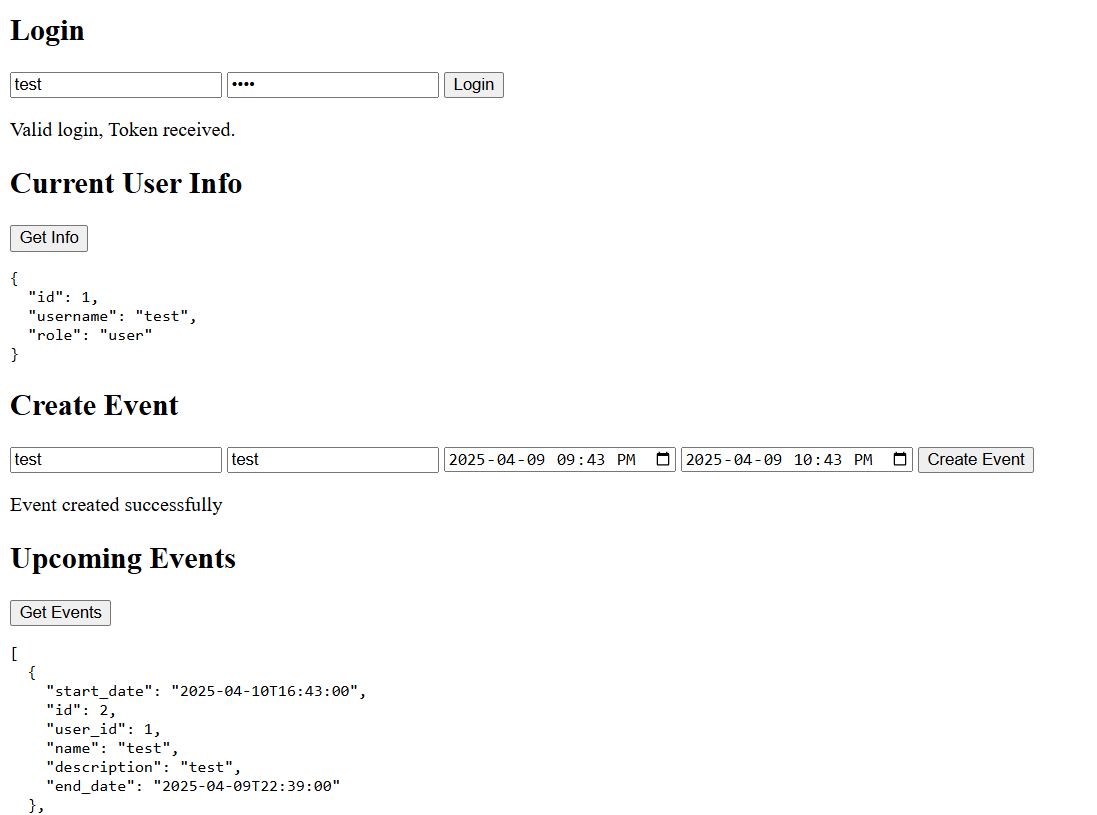 Login
test •••• Login
Valid login, Token received.
Current User Info
Get Info
{
  "id": 1,
  "username": "test",
  "role": "user"
}
Create Event
test test 2025-04-09 09:43 PM 2025-04-09 10:43 PM Create Event
Event created successfully
Upcoming Events
Get Events
[
  {
    "start_date": "2025-04-10T16:43:00",
    "id": 2,
    "user_id": 1,
    "name": "test",
    "description": "test",
    "end_date": "2025-04-09T22:39:00"
  },